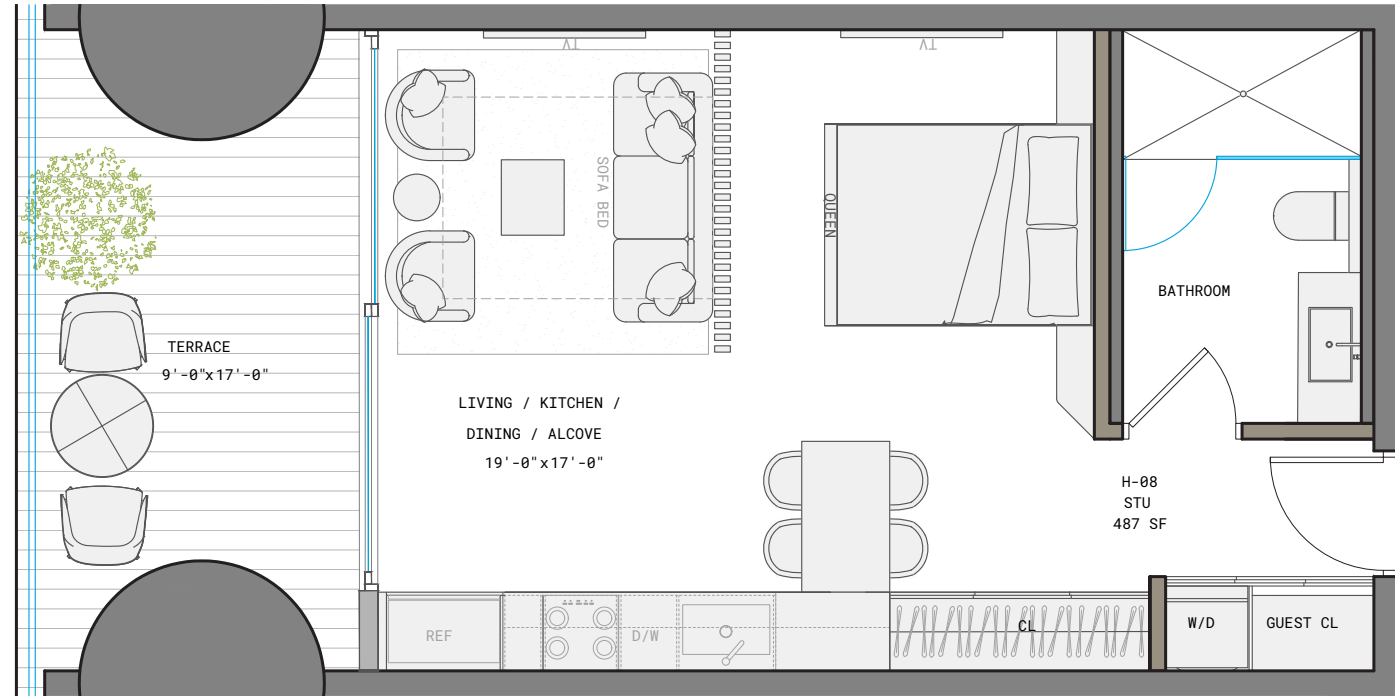 TV
TV
SOFA BED
QUEEN
BATHROOM
TERRACE
9'-0"x17'-0"
LIVING / KITCHEN /
DINING / ALCOVE
19'-0"x17'-0"
H-08
STU
487 SF
REF
D/W
CL
W/D
GUEST CL